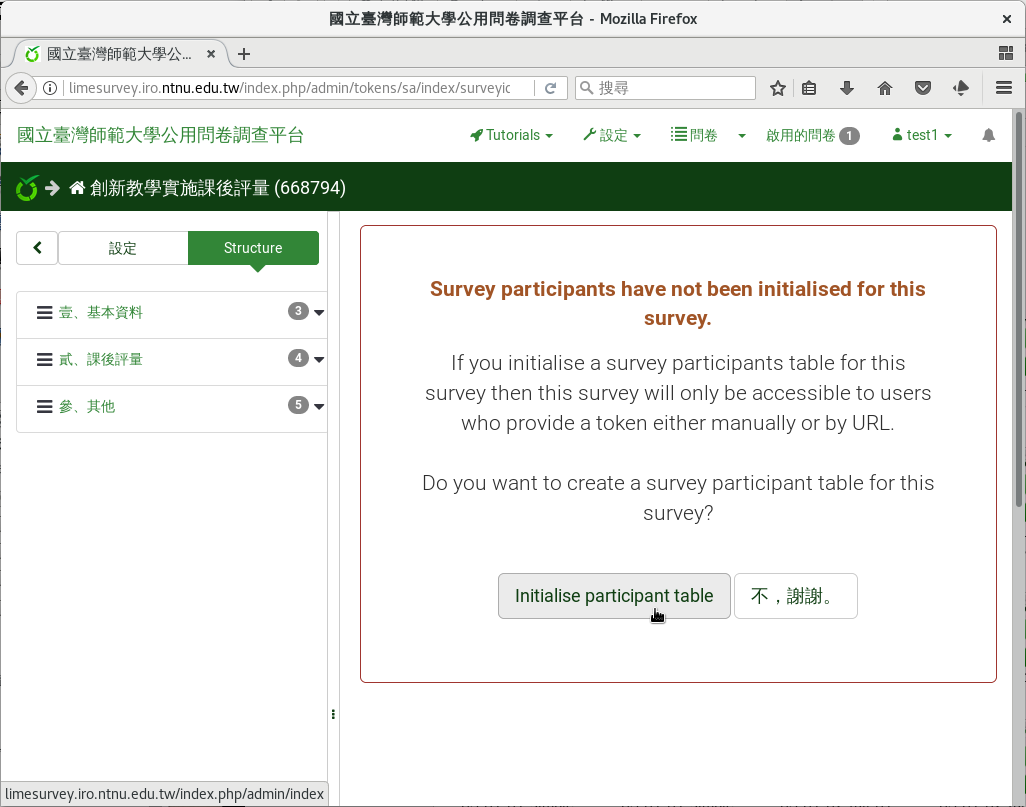 國立臺灣師範大學公用問卷調查平台 - Mozilla Firefox
國立臺灣師範大學公...
limesurvey.iro.ntnu.edu.tw/index.php/admin/tokens/sa/index/surveyic
搜尋
國立臺灣師範大學公用問卷調查平台
Tutorials
設定
問卷
啟用的問卷 1
test1
創新教學實施課後評量 (668794)
設定
Structure
壹、基本資料 3
貳、課後評量 4
參、其他 5
Survey participants have not been initialised for this
survey.
If you initialise a survey participants table for this
survey then this survey will only be accessible to users
who provide a token either manually or by URL.
Do you want to create a survey participant table for this
survey?
Initialise participant table
不，謝謝。
limesurvey.iro.ntnu.edu.tw/index.php/admin/index